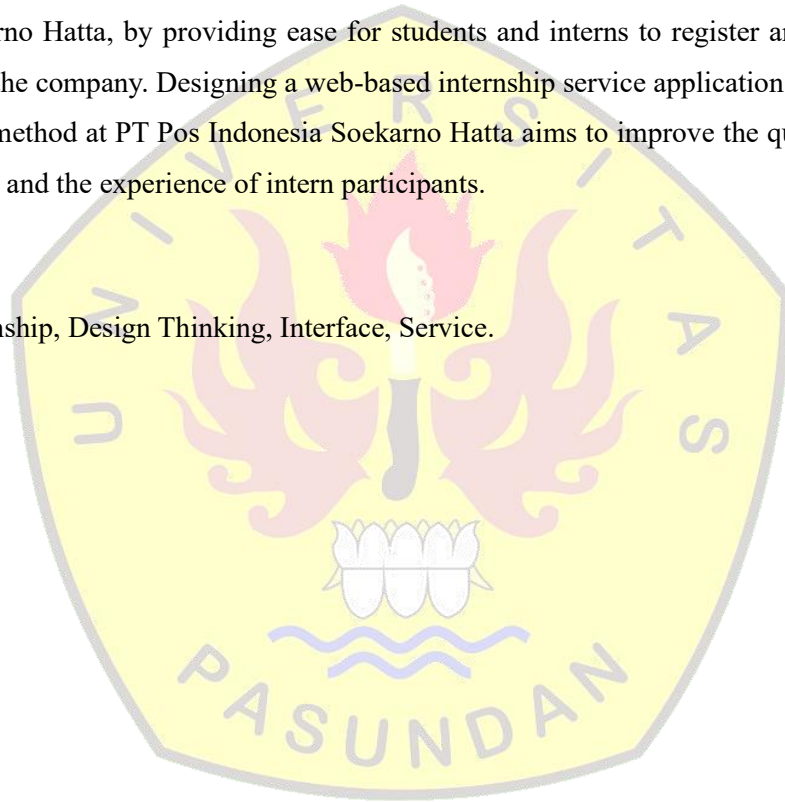 rno Hatta, by providing ease for students and interns to register
he company. Designing a web-based internship service application
method at PT Pos Indonesia Soekarno Hatta aims to improve the
and the experience of intern participants.
ship, Design Thinking, Interface, Service.
UNIVERSITAS
PASUNDAN